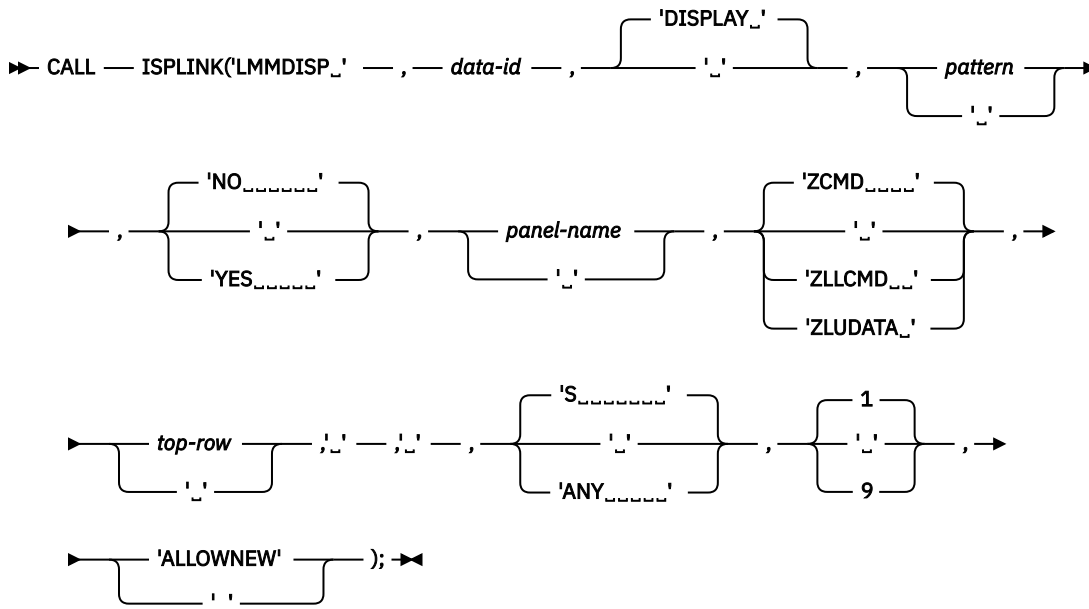 'DISPLAY␣'
CALL ISPLINK('LMMDISP␣' , data-id , '␣' , pattern
'␣'
'NO␣␣␣␣␣␣' 'ZCMD␣␣␣␣'
, '␣' , panel-name , '␣' ,
'YES␣␣␣␣␣' '␣' 'ZLLCMD␣␣'
'ZLUDATA␣'
'S␣␣␣␣␣␣␣' 1
top-row ,'␣' ,'␣' , '␣' , '␣' ,
'␣' 'ANY␣␣␣␣␣' 9
'ALLOWNEW' );
' '